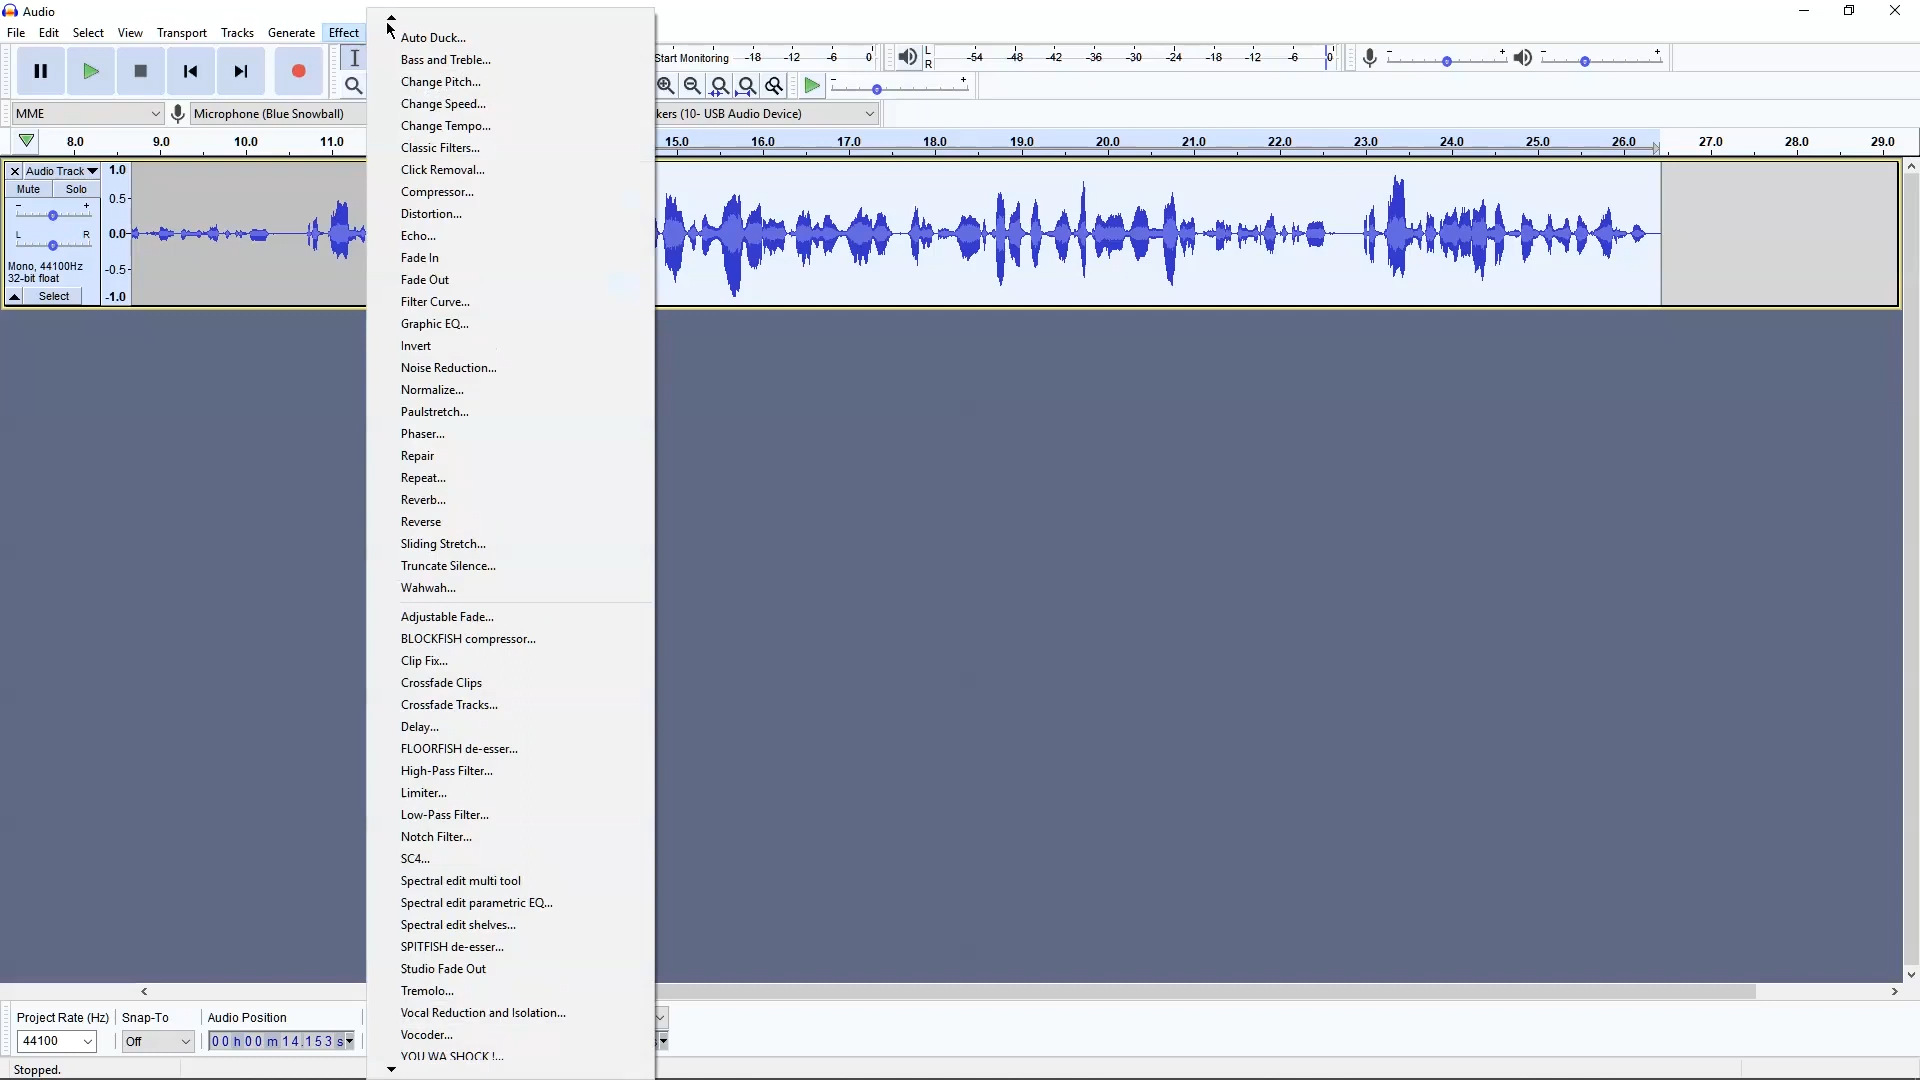 Audio
File Edit Select View Transport Tracks Generate Effect
Start Monitoring -18 -12 -6 0
L
R
-54 -48 -42 -36 -30 -24 -18 -12 -6 0
MME
Microphone (Blue Snowball)
kers (10- USB Audio Device)
8.0 9.0 10.0 11.0 15.0 16.0 17.0 18.0 19.0 20.0 21.0 22.0 23.0 24.0 25.0 26.0 27.0 28.0 29.0
Audio Track
Mute Solo
L R
Mono, 44100Hz
32-bit float
Select
1.0
0.5
0.0
-0.5
-1.0
Auto Duck...
Bass and Treble...
Change Pitch...
Change Speed...
Change Tempo...
Classic Filters...
Click Removal...
Compressor...
Distortion...
Echo...
Fade In
Fade Out
Filter Curve...
Graphic EQ...
Invert
Noise Reduction...
Normalize...
Paulstretch...
Phaser...
Repair
Repeat...
Reverb...
Reverse
Sliding Stretch...
Truncate Silence...
Wahwah...
Adjustable Fade...
BLOCKFISH compressor...
Clip Fix...
Crossfade Clips
Crossfade Tracks...
Delay...
FLOORFISH de-esser...
High-Pass Filter...
Limiter...
Low-Pass Filter...
Notch Filter...
SC4...
Spectral edit multi tool
Spectral edit parametric EQ...
Spectral edit shelves...
SPITFISH de-esser...
Studio Fade Out
Tremolo...
Vocal Reduction and Isolation...
Vocoder...
YOU WA SHOCK !...
Project Rate (Hz) Snap-To Audio Position
44100 Off 00h00m14.153s
Stopped.